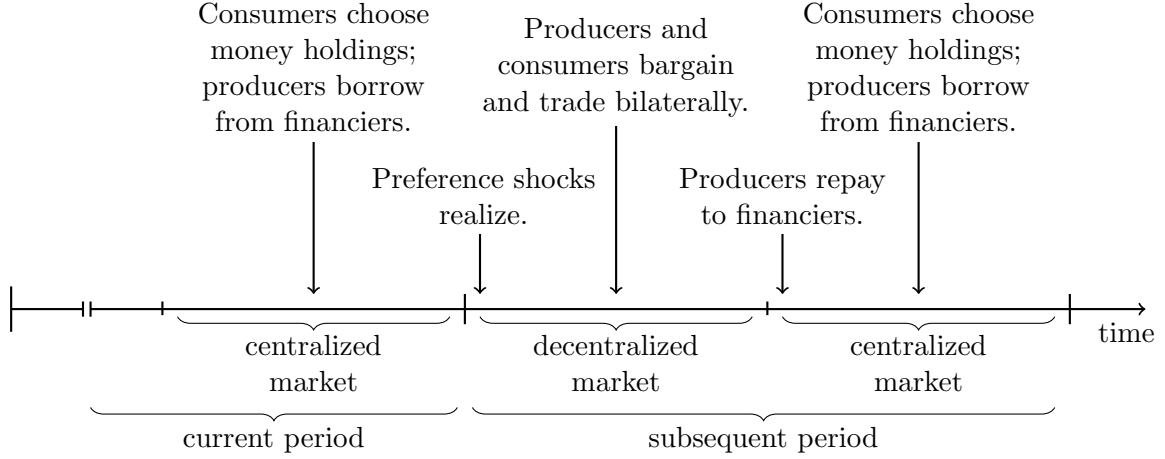 Consumers choose
money holdings;
producers borrow
from financiers.
Producers and
consumers bargain
and trade bilaterally.
Consumers choose
money holdings;
producers borrow
from financiers.
Preference shocks
realize.
Producers repay
to financiers.
time
centralized
market
decentralized
market
centralized
market
current period
subsequent period